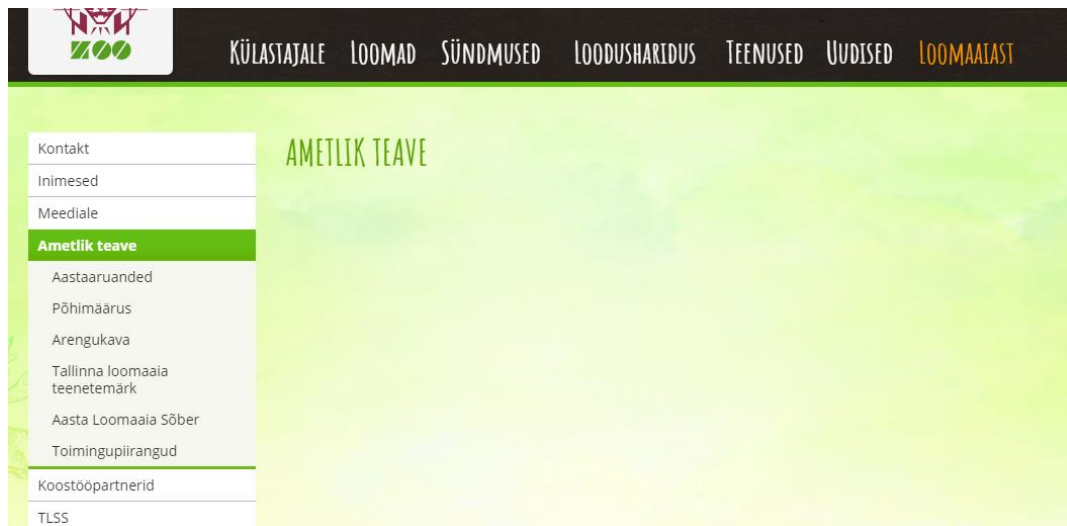 ZOO
KÜLASTAJALE LOOMAD SÜNDMUSED LOODUSHARIDUS TEENUSED UUDISED LOOMAAIAST
AMETLIK TEAVE
Kontakt
Inimesed
Meediale
Ametlik teave
Aastaaruanded
Põhimäärus
Arengukava
Tallinna loomaaia
teenetemärk
Aasta Loomaaia Sõber
Toimingupiirangud
Koostööpartnerid
TLSS